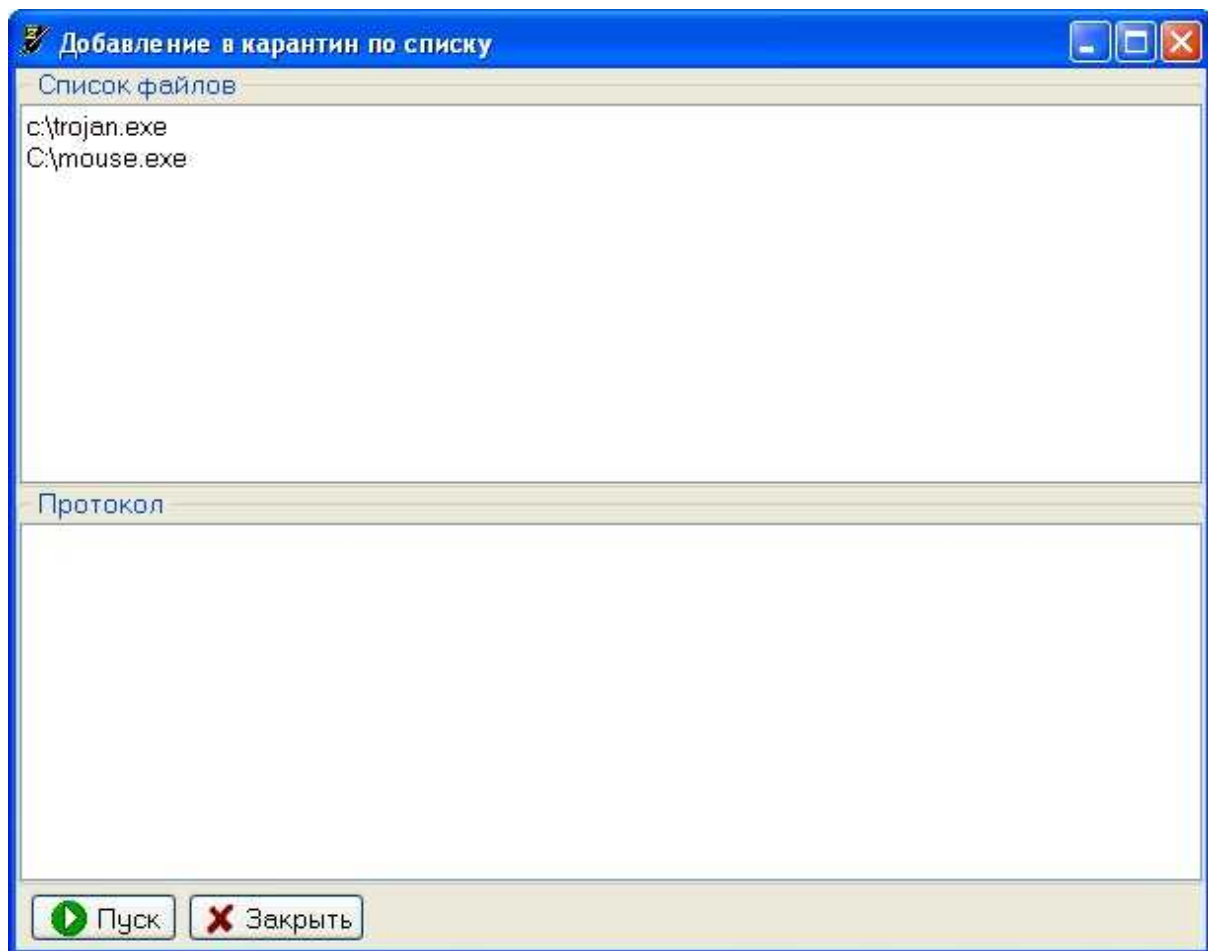 Добавление в карантин по списку
Список файлов
c:\trojan.exe
C:\mouse.exe
Протокол
Пуск
Закрыть